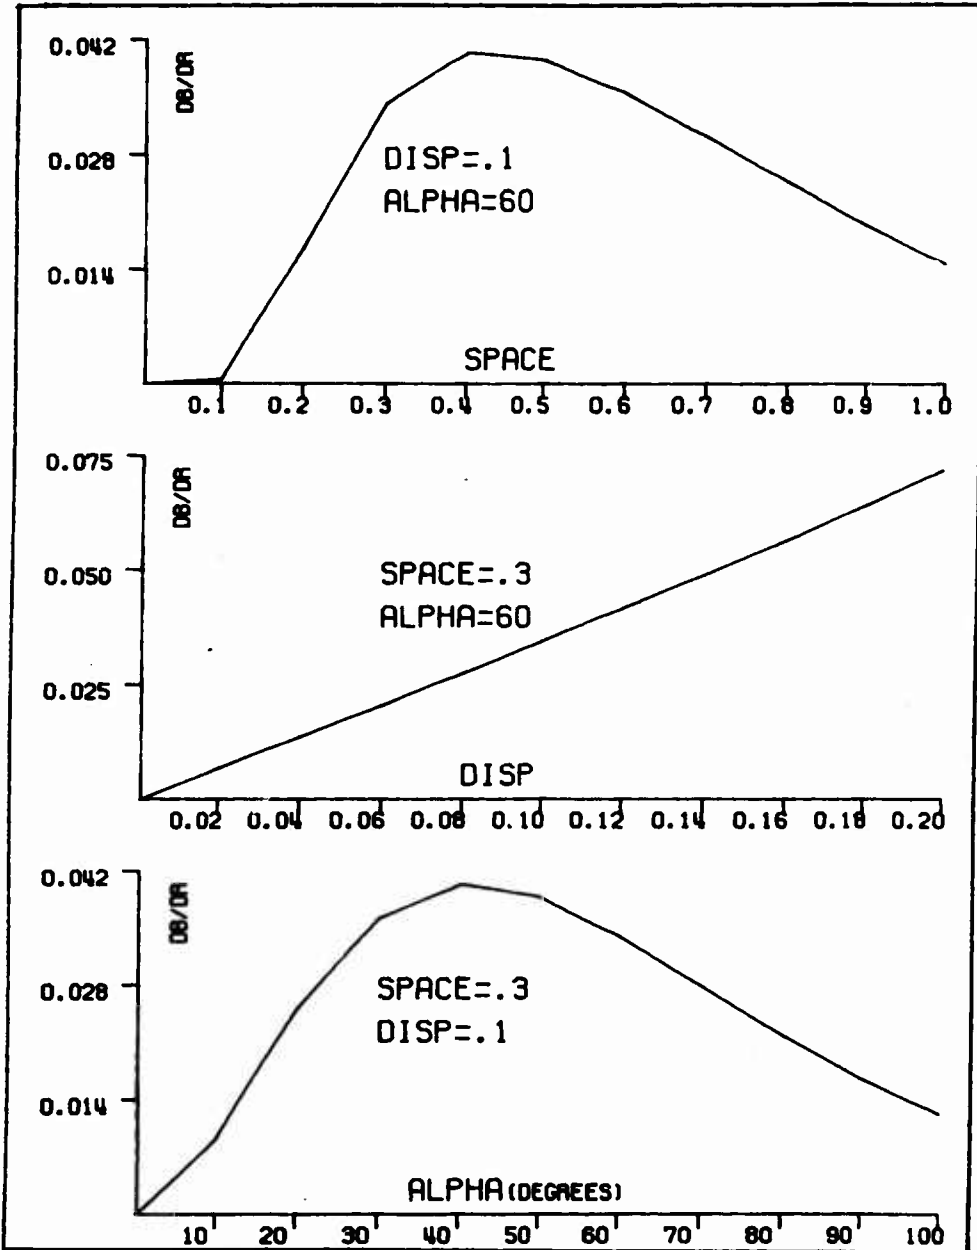 0.042
DB/DA
0.028
DISP=.1
ALPHA=60
0.014
SPACE
0.1 0.2 0.3 0.4 0.5 0.6 0.7 0.8 0.9 1.0
0.075
DB/DA
0.050
SPACE=.3
ALPHA=60
0.025
DISP
0.02 0.04 0.06 0.08 0.10 0.12 0.14 0.16 0.18 0.20
0.042
DB/DA
0.028
SPACE=.3
DISP=.1
0.014
ALPHA(DEGREES)
10 20 30 40 50 60 70 80 90 100